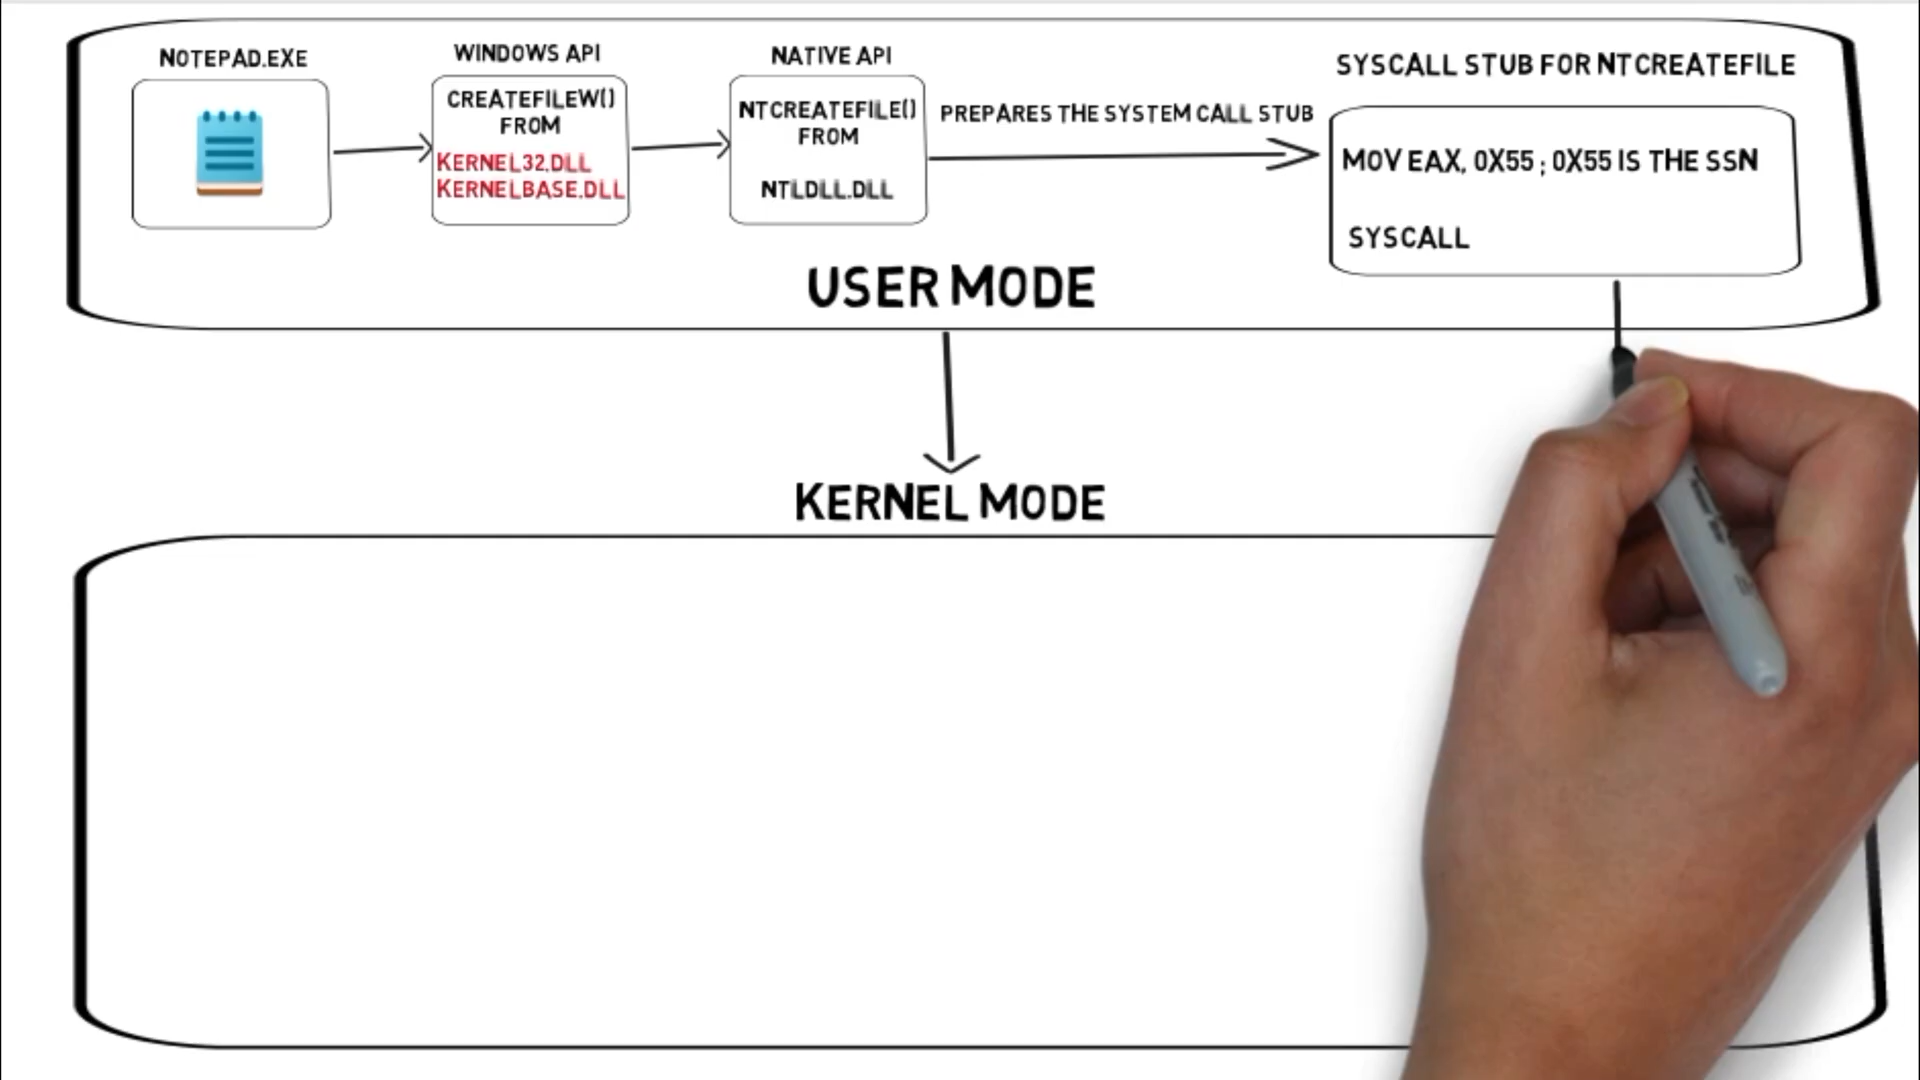 NOTEPAD.EXE
WINDOWS API
CREATEFILEW()
FROM
KERNEL32.DLL
KERNELBASE.DLL
NATIVE API
NTCREATEFILE()
FROM
NTLDLL.DLL
PREPARES THE SYSTEM CALL STUB
SYSCALL STUB FOR NTCREATEFILE
MOV EAX, 0X55 ; 0X55 IS THE SSN
SYSCALL
USER MODE
KERNEL MODE